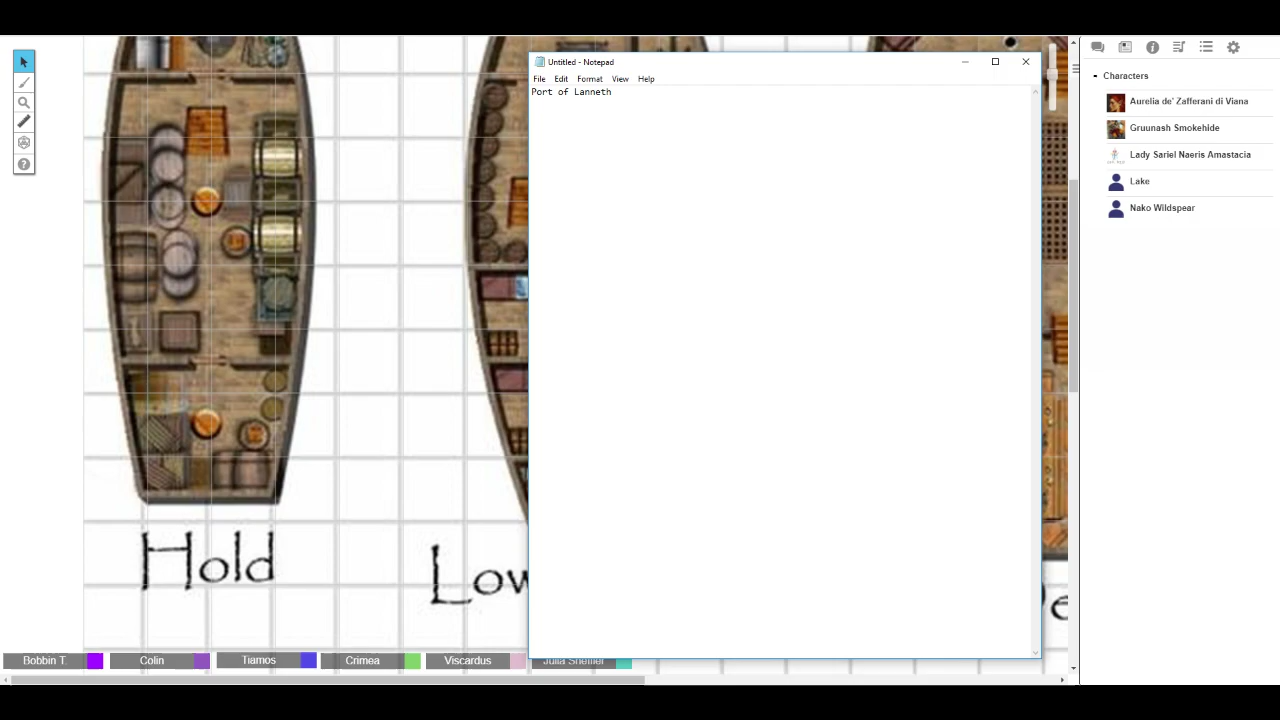 Untitled - Notepad
File Edit Format View Help
Port of Lanneth
Characters
Aurelia de' Zafferani di Viana
Gruunash Smokehide
Lady Sariel Naeris Amastacia
Lake
Nako Wildspear
Hold
Low
De
Bobbin T. Colin Tiamos Crimea Viscardus Julia Shemer